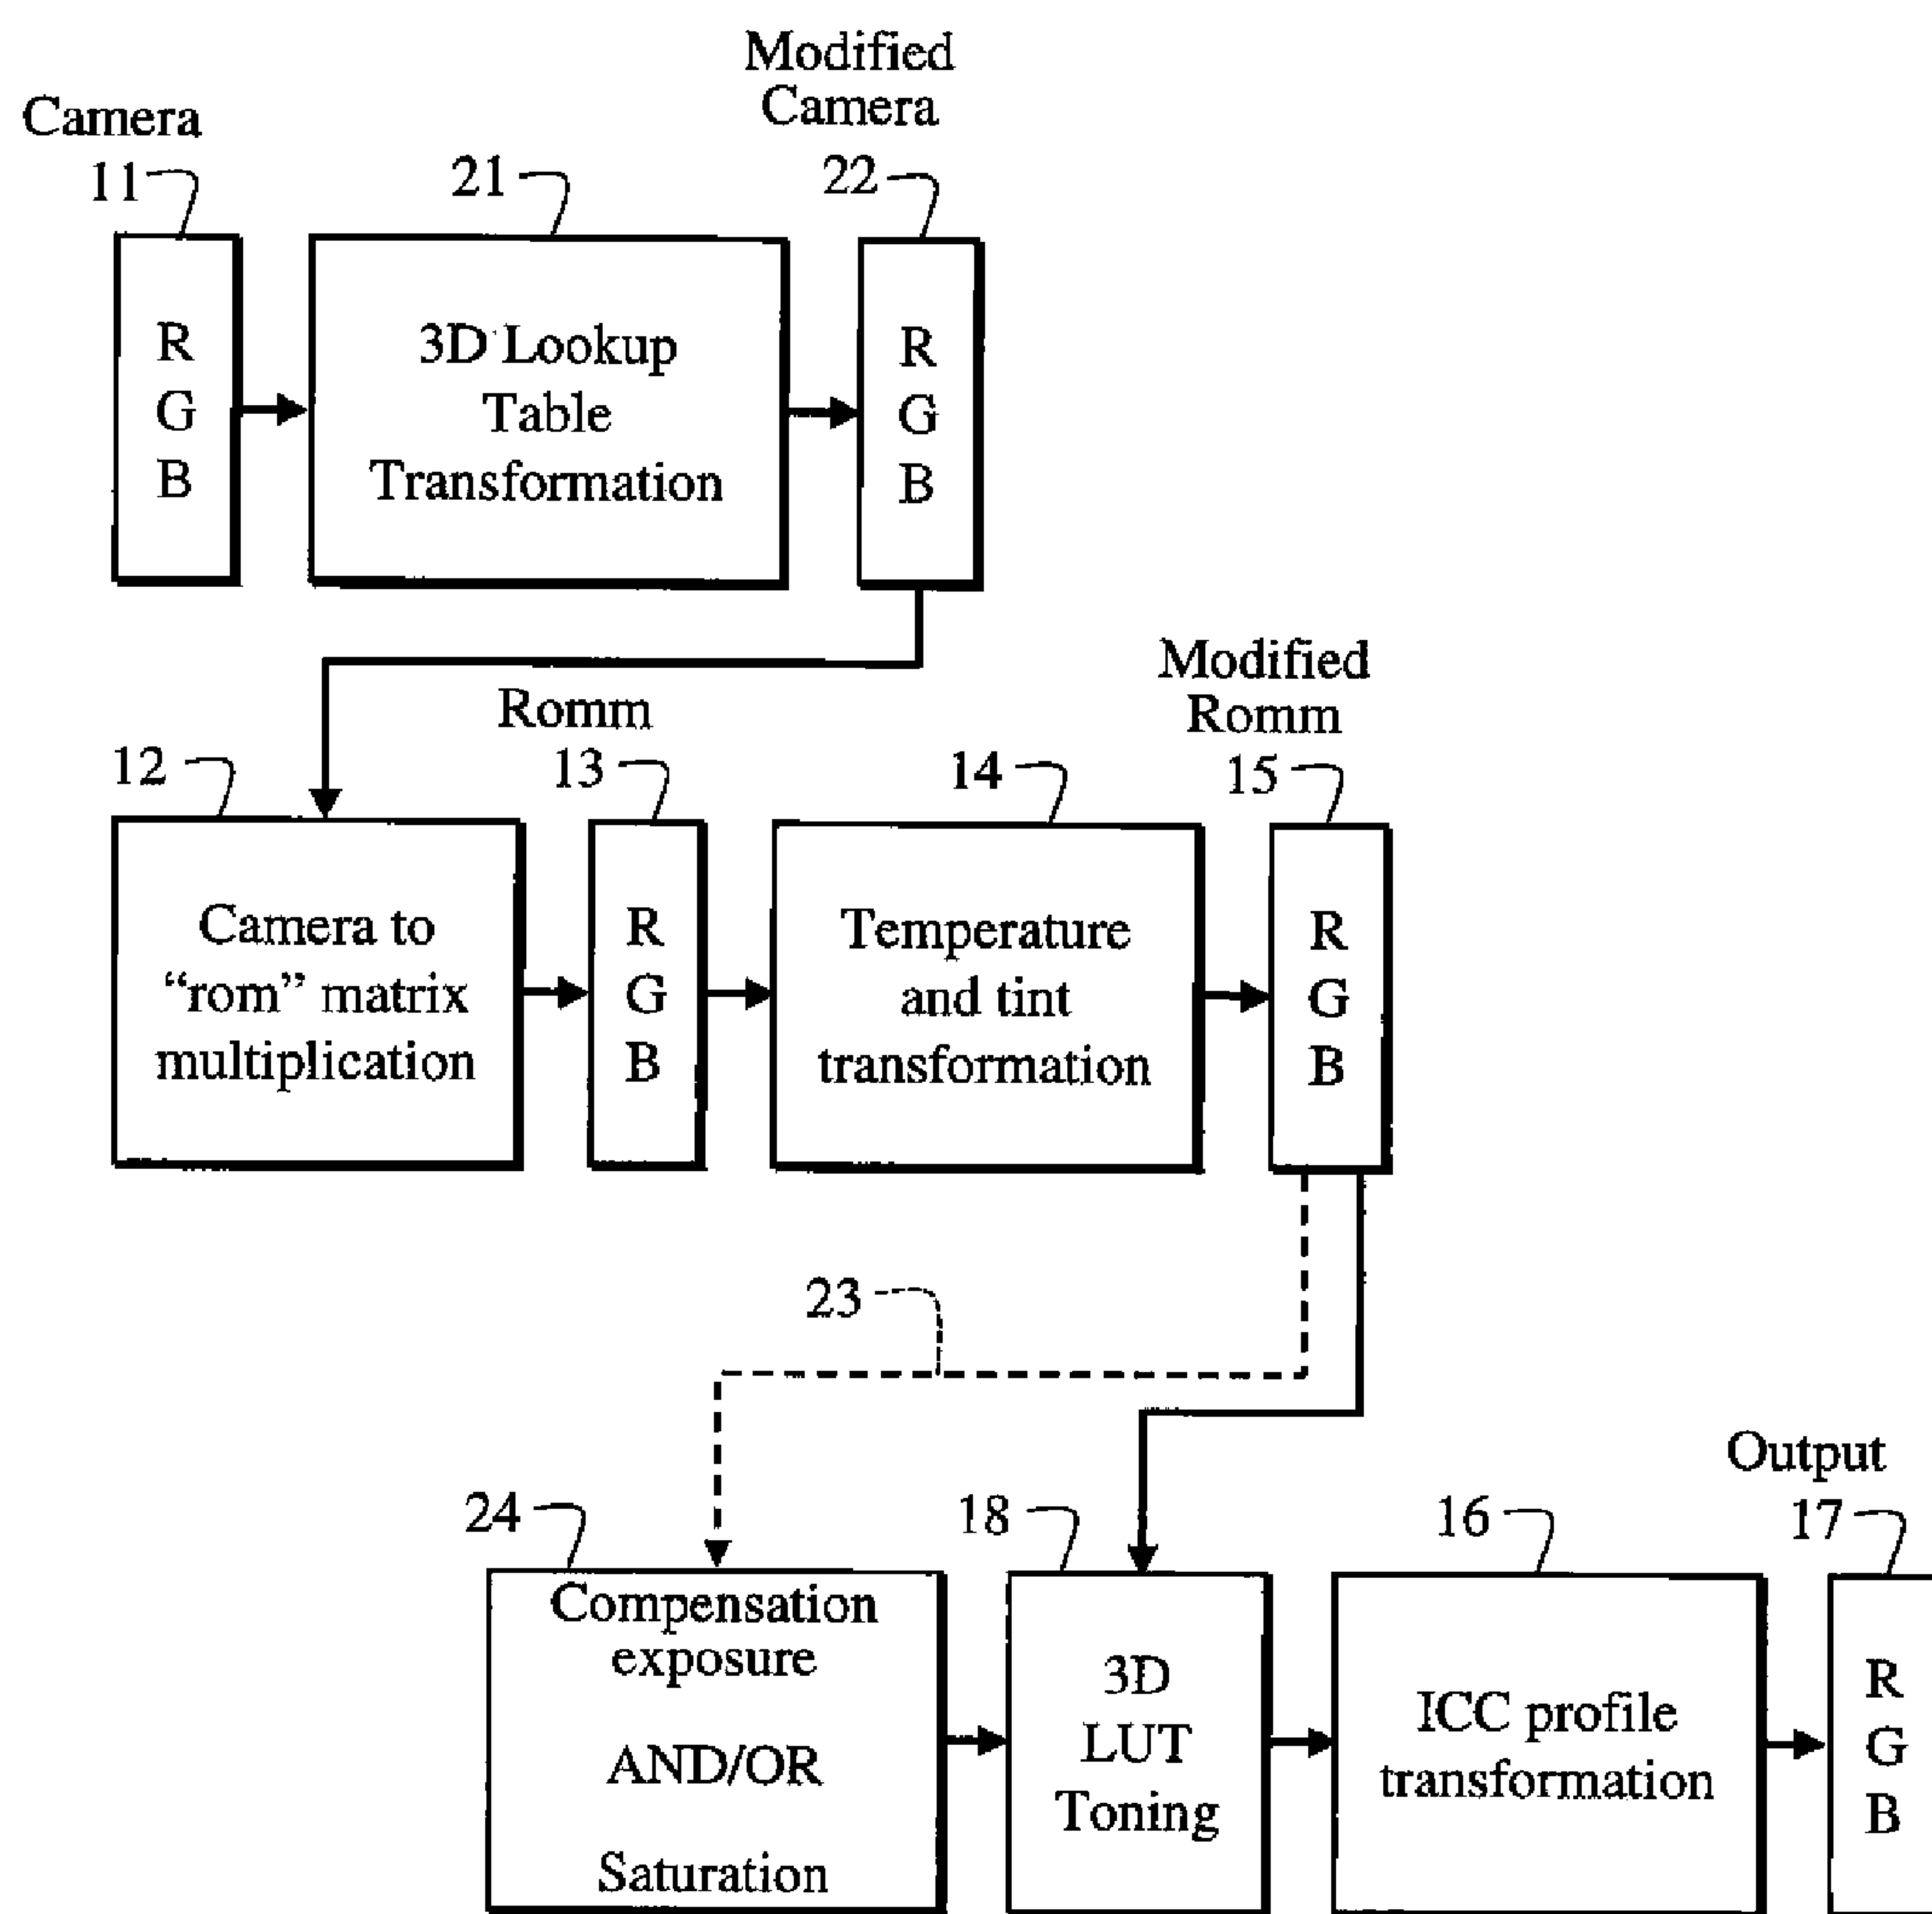 Camera
11
21
Modified
Camera
22
R
G
B
3D Lookup
Table
Transformation
R
G
B
12
Romm
13
14
Modified
Romm
15
Camera to
“rom” matrix
multiplication
R
G
B
Temperature
and tint
transformation
R
G
B
23
24
18
16
Output
17
Compensation
exposure
AND/OR
Saturation
3D
LUT
Toning
ICC profile
transformation
R
G
B